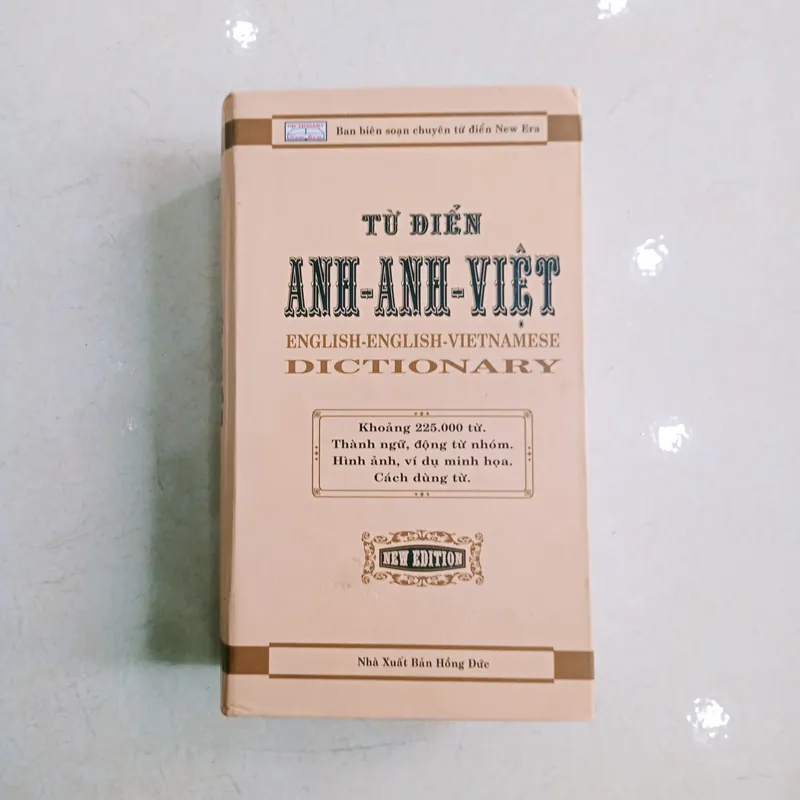 DICTIONARY
Ban biên soạn chuyên từ điển New Era
TỪ ĐIỂN
ANH-ANH-VIỆT
ENGLISH-ENGLISH-VIETNAMESE
DICTIONARY
Khoảng 225.000 từ.
Thành ngữ, động từ nhóm.
Hình ảnh, ví dụ minh họa.
Cách dùng từ.
NEW EDITION
Nhà Xuất Bản Hồng Đức